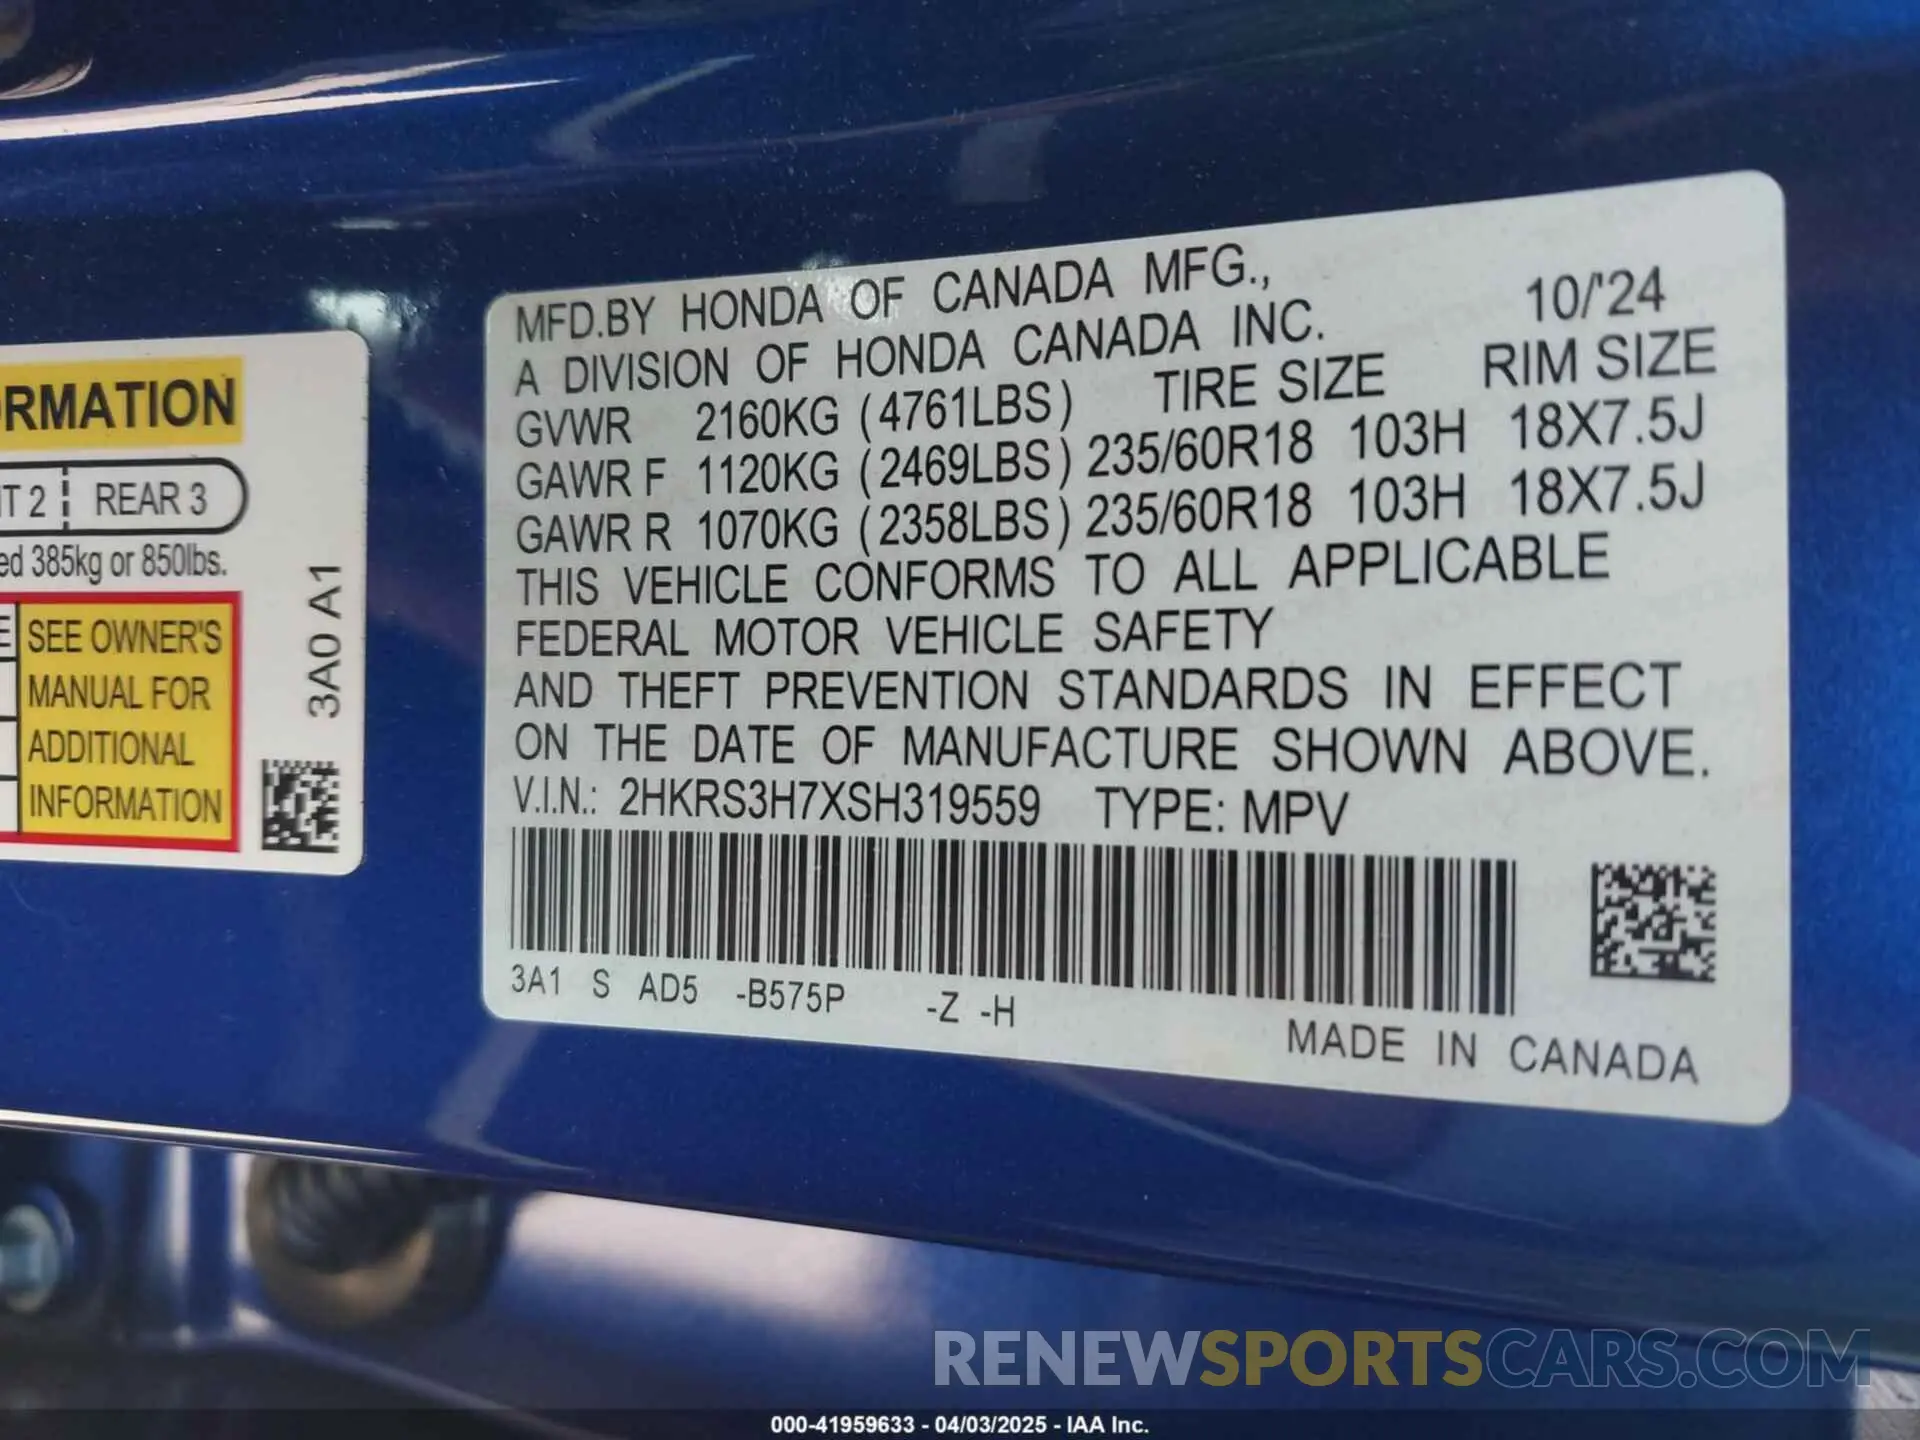 RMATION
T 2 REAR 3
ed 385kg or 850lbs.
E SEE OWNER'S
MANUAL FOR
ADDITIONAL
INFORMATION
3A0 A1
MFD.BY HONDA OF CANADA MFG., 10/'24
A DIVISION OF HONDA CANADA INC.
TIRE SIZE RIM SIZE
GVWR 2160KG (4761LBS)
GAWR F 1120KG (2469LBS) 235/60R18 103H 18X7.5J
GAWR R 1070KG (2358LBS) 235/60R18 103H 18X7.5J
THIS VEHICLE CONFORMS TO ALL APPLICABLE
FEDERAL MOTOR VEHICLE SAFETY
AND THEFT PREVENTION STANDARDS IN EFFECT
ON THE DATE OF MANUFACTURE SHOWN ABOVE.
V.I.N.: 2HKRS3H7XSH319559 TYPE: MPV
3A1 S AD5 -B575P -Z -H
MADE IN CANADA
RENEWSPORTSCARS.COM
000-41959633 - 04/03/2025 - IAA Inc.